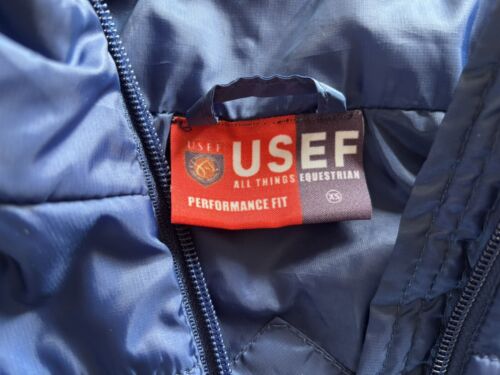 USEF
USEF
ALL THINGS EQUESTRIAN
PERFORMANCE FIT
XS